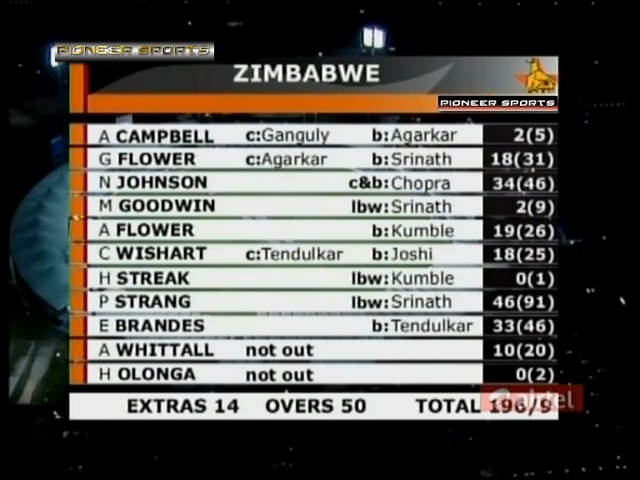 PIONEER SPORTS
ZIMBABWE
PIONEER SPORTS
A CAMPBELL c:Ganguly b:Agarkar 2(5)
G FLOWER c:Agarkar b:Srinath 18(31)
N JOHNSON c&b:Chopra 34(46)
M GOODWIN lbw:Srinath 2(9)
A FLOWER b:Kumble 19(26)
C WISHART c:Tendulkar b:Joshi 18(25)
H STREAK lbw:Kumble 0(1)
P STRANG lbw:Srinath 46(91)
E BRANDES b:Tendulkar 33(46)
A WHITTALL not out 10(20)
H OLONGA not out 0(2)
airtel
EXTRAS 14 OVERS 50 TOTAL 196/9